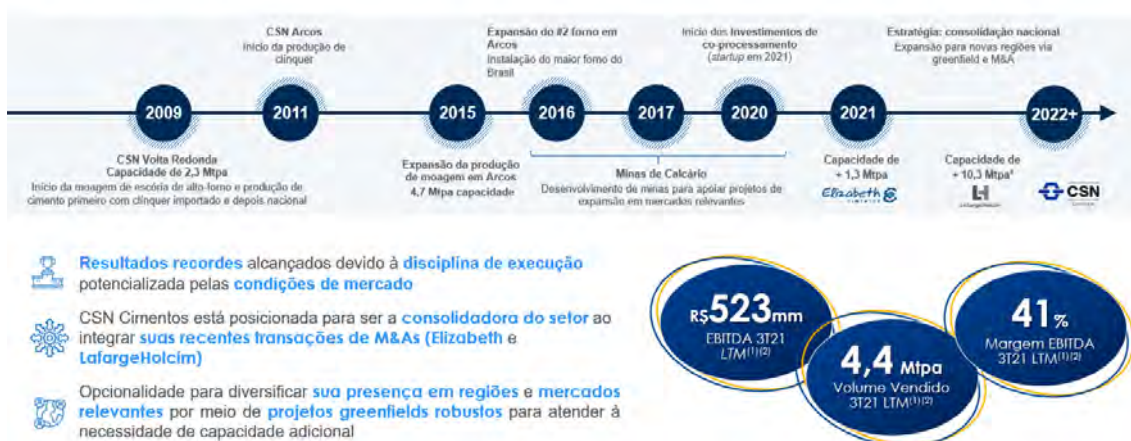 CSN Arcos
Início da produção de
clínquer
Expansão do #2 forno em
Arcos
Instalação do maior forno do
Brasil
Início dos Investimentos de
co-processamento
(startup em 2021)
Estratégia: consolidação nacional
Expansão para novas regiões via
greenfield e M&A
2009
2011
2015
2016
2017
2020
2021
2022+
CSN Volta Redonda
Capacidade de 2,3 Mtpa
Início da moagem de escória de alto-forno e produção de
cimento primeiro com clínquer importado e depois nacional
Expansão da produção
de moagem em Arcos
4,7 Mtpa capacidade
Minas de Calcário
Desenvolvimento de minas para apoiar projetos de
expansão em mercados relevantes
Capacidade de
+ 1,3 Mtpa
Elizabeth
CIMENTOS
Capacidade de
+ 10,3 Mtpa³
LH
LafargeHolcim
CSN
Resultados recordes alcançados devido à disciplina de execução
potencializada pelas condições de mercado
CSN Cimentos está posicionada para ser a consolidadora do setor ao
integrar suas recentes transações de M&As (Elizabeth e
LafargeHolcim)
Opcionalidade para diversificar sua presença em regiões e mercados
relevantes por meio de projetos greenfields robustos para atender à
necessidade de capacidade adicional
R$523mm
EBITDA 3T21
LTM(1)(2)
4,4 Mtpa
Volume Vendido
3T21 LTM(1)(2)
41%
Margem EBITDA
3T21 LTM(1)(2)